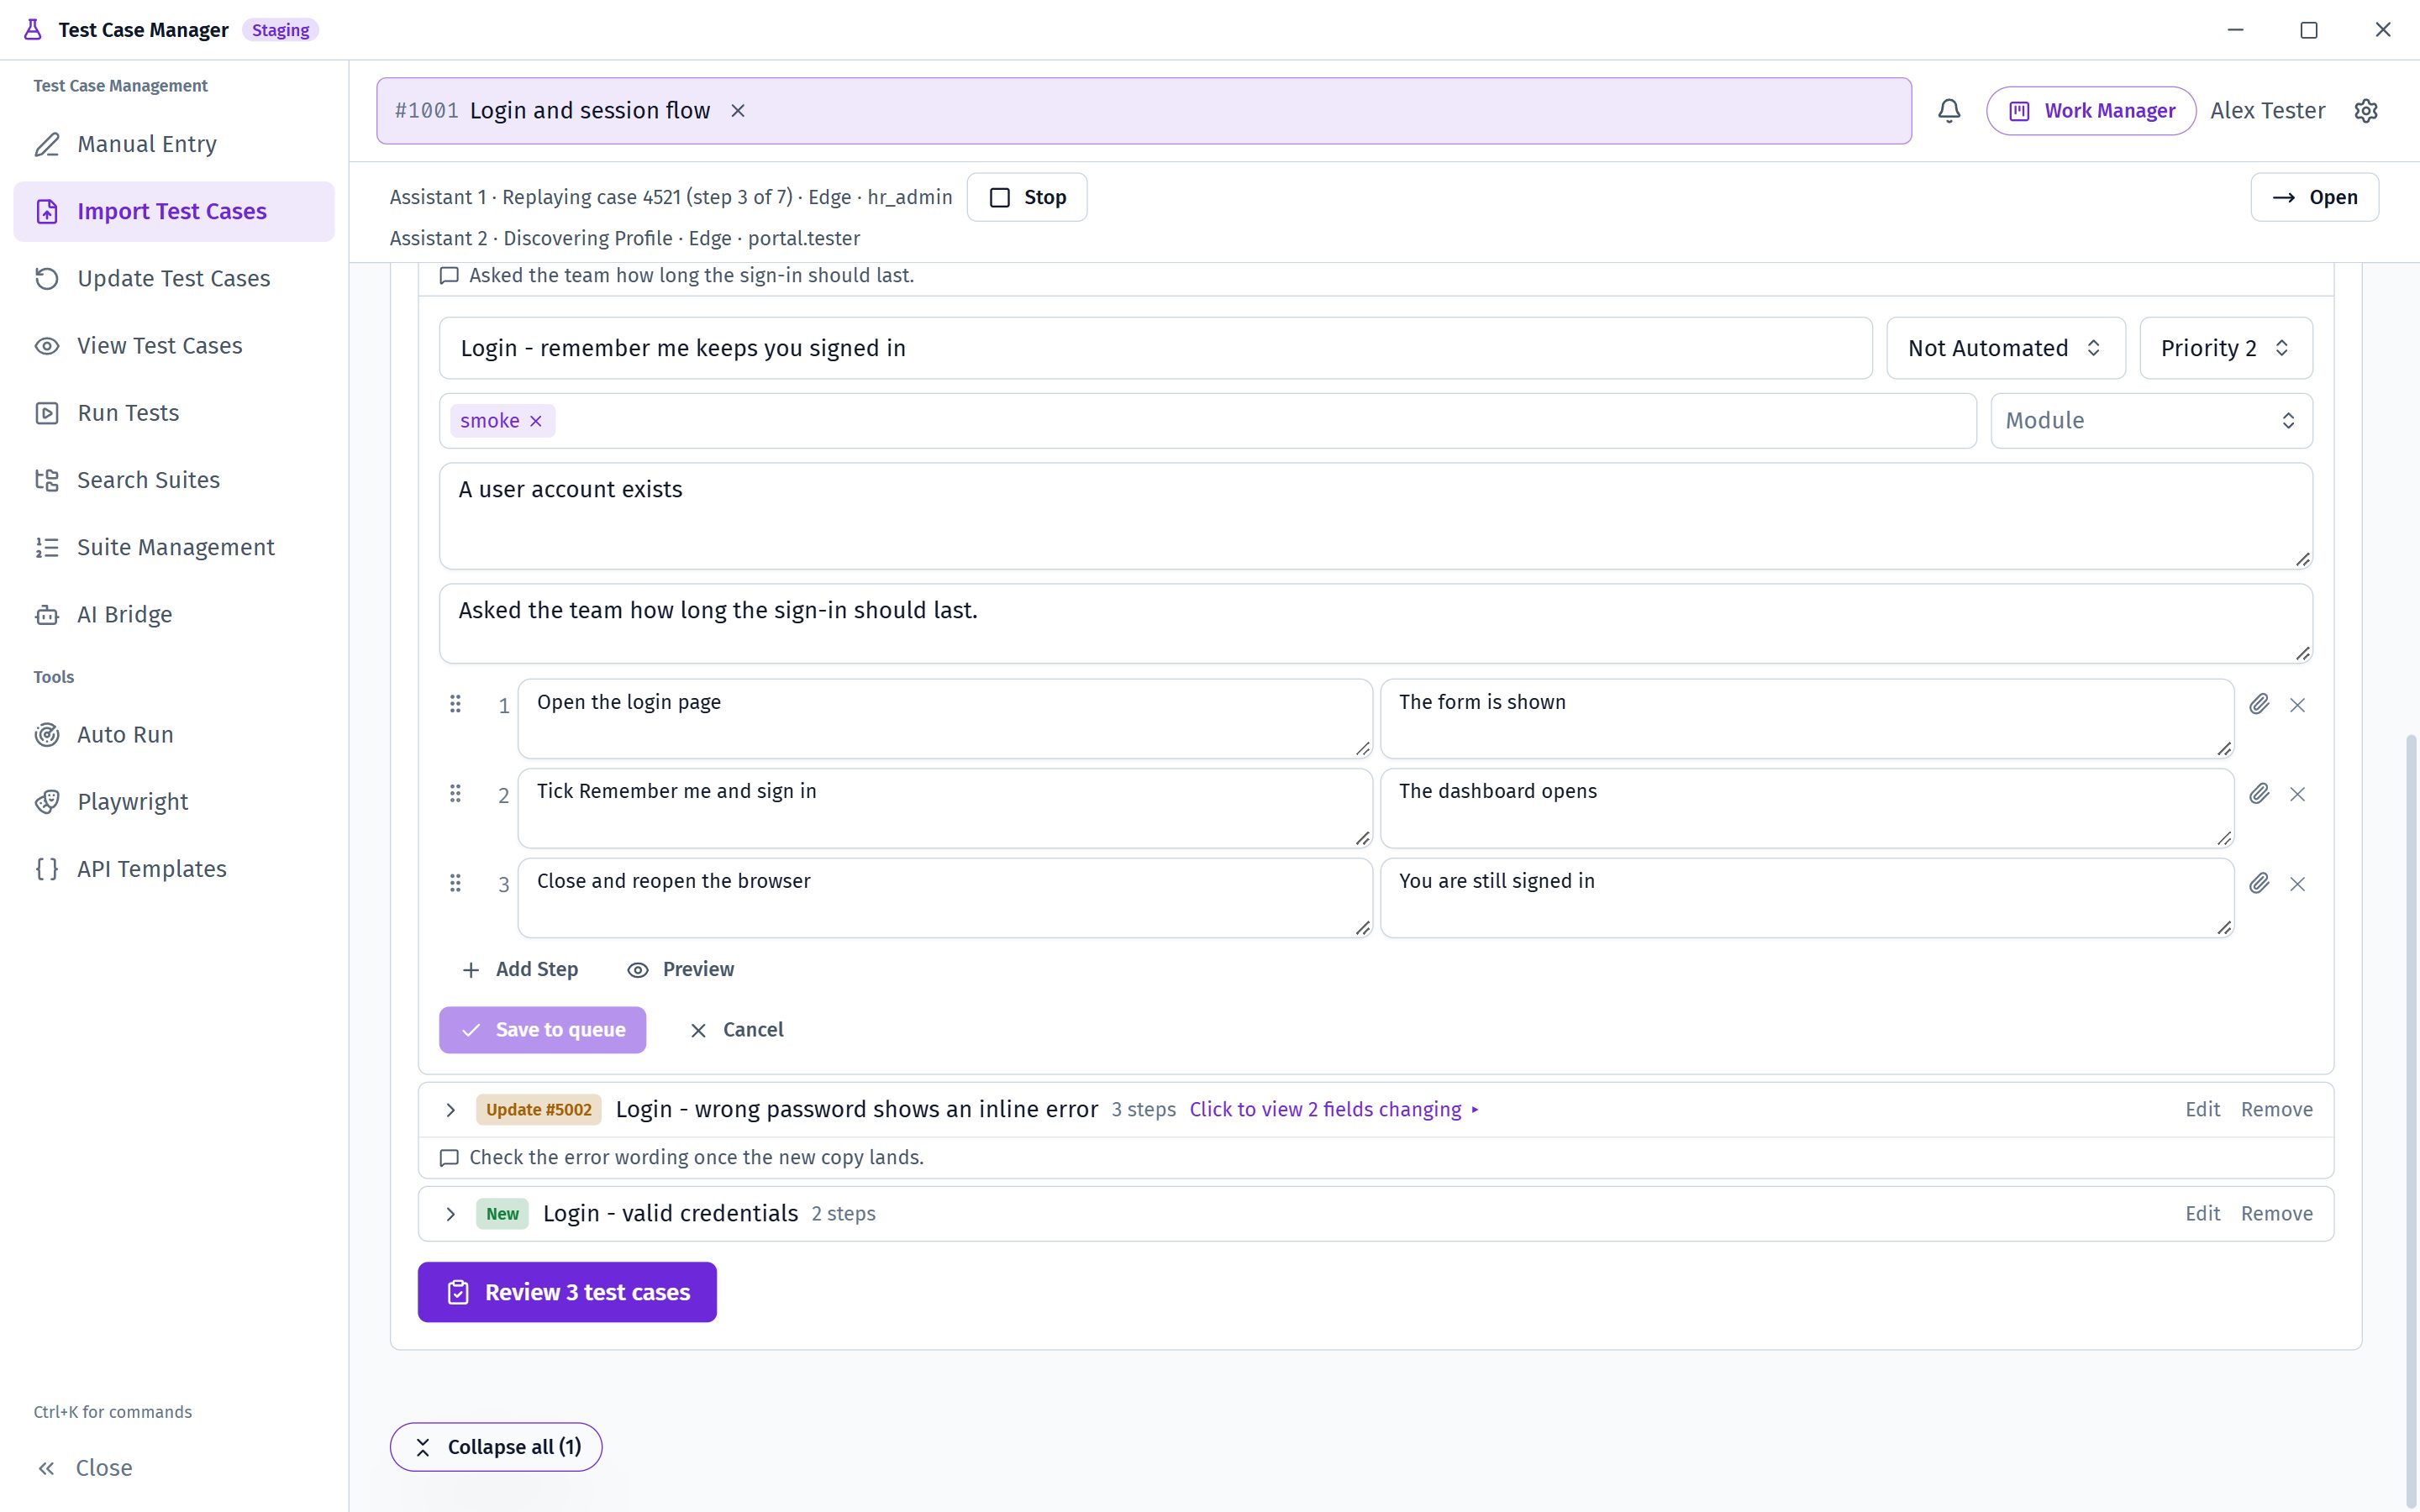 Test Case Manager Staging
Test Case Management
Manual Entry
Import Test Cases
Update Test Cases
View Test Cases
Run Tests
Search Suites
Suite Management
AI Bridge
Tools
Auto Run
Playwright
API Templates
Ctrl+K for commands
Close
#1001 Login and session flow
Work Manager
Alex Tester
Assistant 1 · Replaying case 4521 (step 3 of 7) · Edge · hr_admin
Stop
Open
Assistant 2 · Discovering Profile · Edge · portal.tester
Asked the team how long the sign-in should last.
Login - remember me keeps you signed in
Not Automated
Priority 2
smoke
Module
A user account exists
Asked the team how long the sign-in should last.
1 Open the login page The form is shown
2 Tick Remember me and sign in The dashboard opens
3 Close and reopen the browser You are still signed in
Add Step Preview
Save to queue Cancel
Update #5002 Login - wrong password shows an inline error 3 steps Click to view 2 fields changing Edit Remove
Check the error wording once the new copy lands.
New Login - valid credentials 2 steps Edit Remove
Review 3 test cases
Collapse all (1)